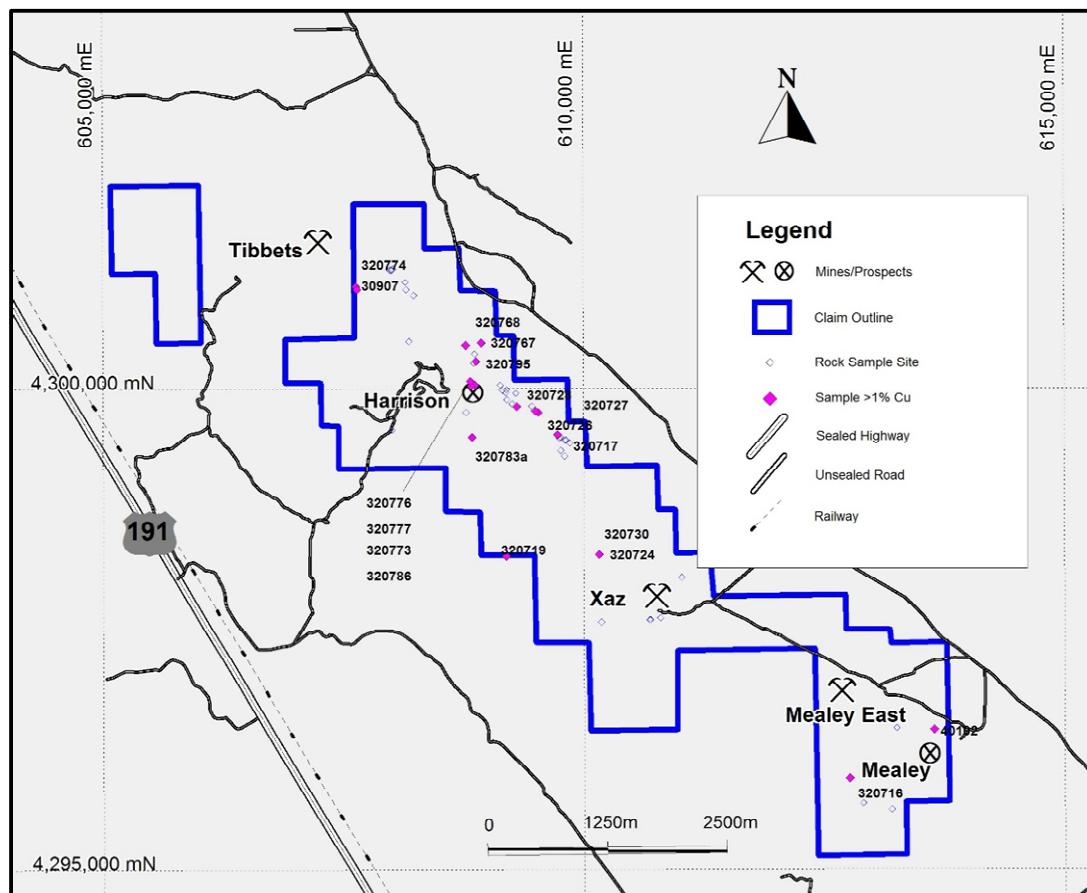 605,000 mE
610,000 mE
615,000 mE
N
Legend
Mines/Prospects
Claim Outline
Rock Sample Site
Sample >1% Cu
Sealed Highway
Unsealed Road
Railway
Tibbets
320774
30907
320768
320767
320795
4,300,000 mN
Harrison
320728
320727
320726
320717
320783a
320776
320777
320773
320786
191
320719
320730
320724
Xaz
Mealey East
40192
Mealey
320716
0
1250m
2500m
4,295,000 mN